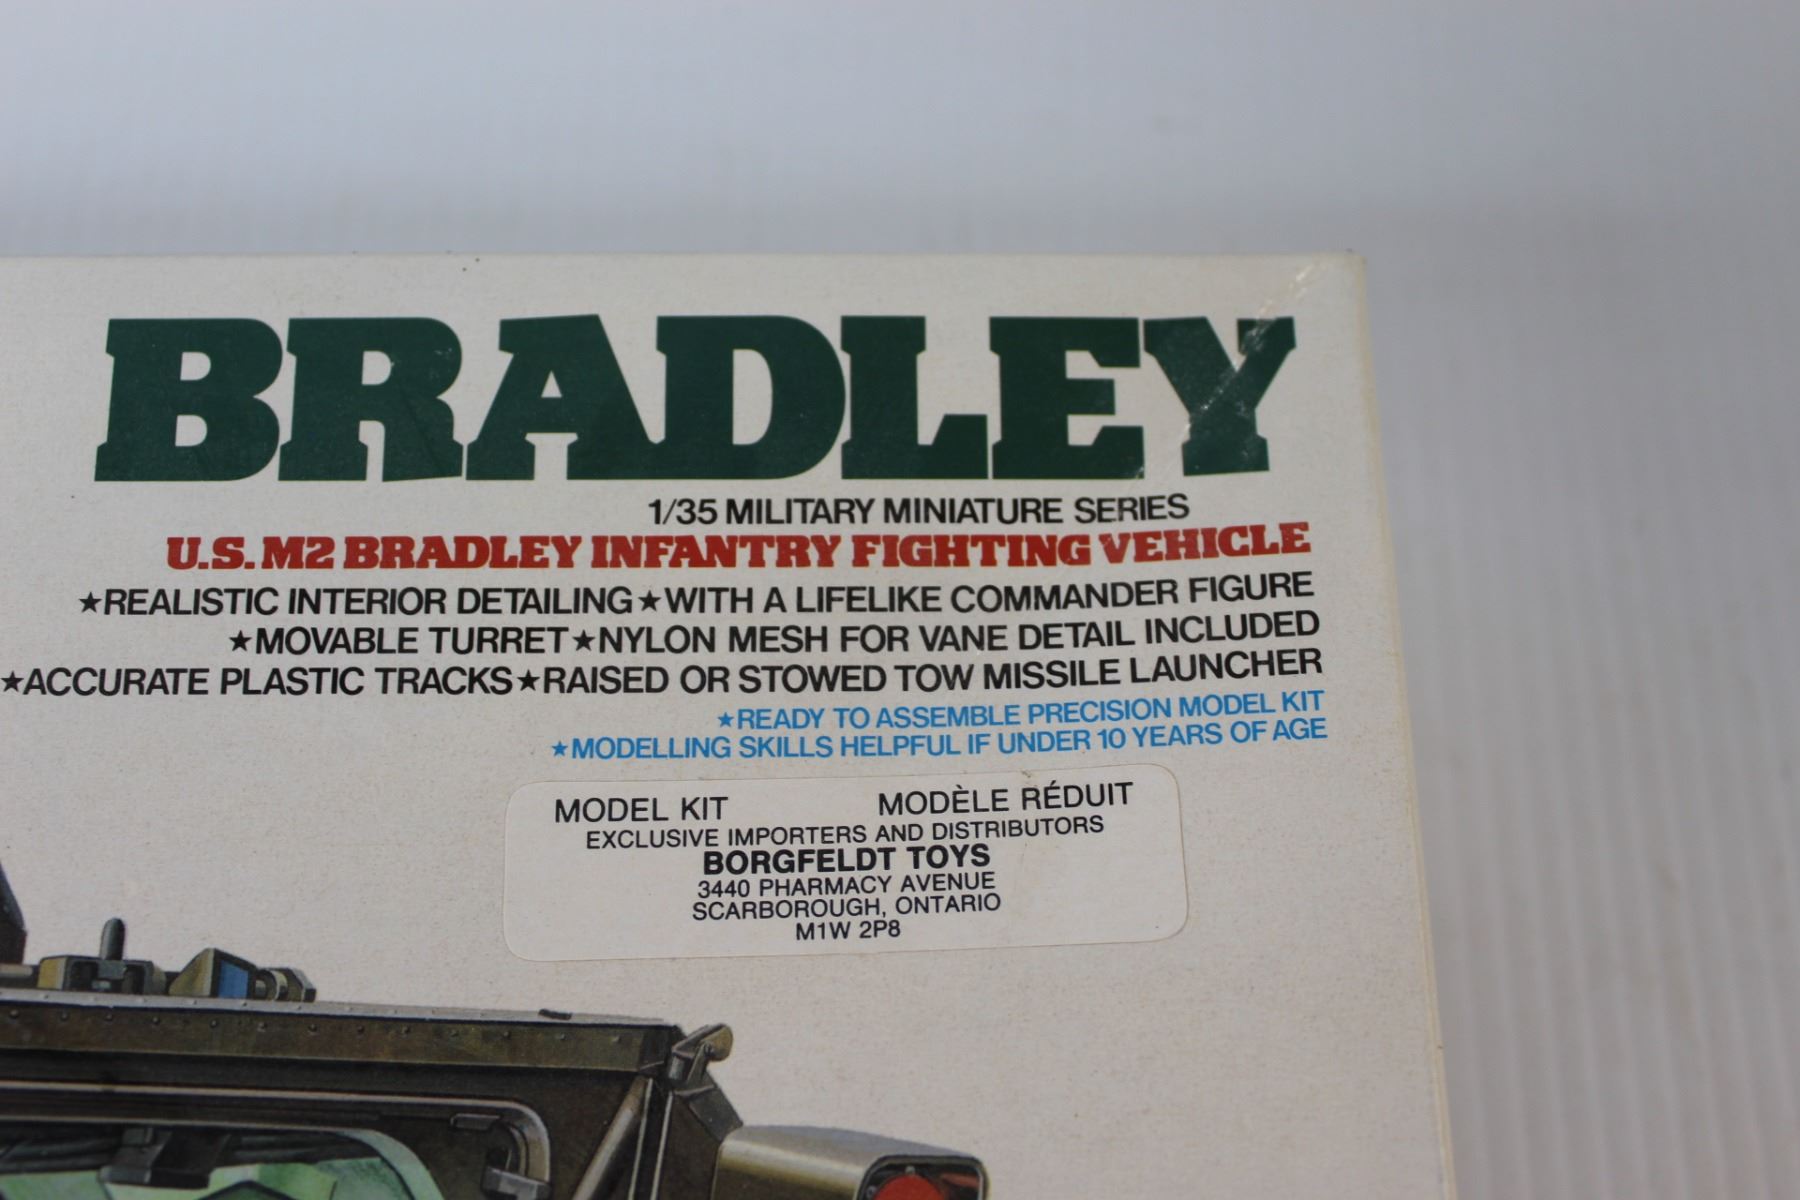 BRADLEY
1/35 MILITARY MINIATURE SERIES
U.S. M2 BRADLEY INFANTRY FIGHTING VEHICLE
★REALISTIC INTERIOR DETAILING★WITH A LIFELIKE COMMANDER FIGURE
★MOVABLE TURRET★NYLON MESH FOR VANE DETAIL INCLUDED
★ACCURATE PLASTIC TRACKS★RAISED OR STOWED TOW MISSILE LAUNCHER
★READY TO ASSEMBLE PRECISION MODEL KIT
★MODELLING SKILLS HELPFUL IF UNDER 10 YEARS OF AGE
MODEL KIT MODÈLE RÉDUIT
EXCLUSIVE IMPORTERS AND DISTRIBUTORS
BORGFELDT TOYS
3440 PHARMACY AVENUE
SCARBOROUGH, ONTARIO
M1W 2P8